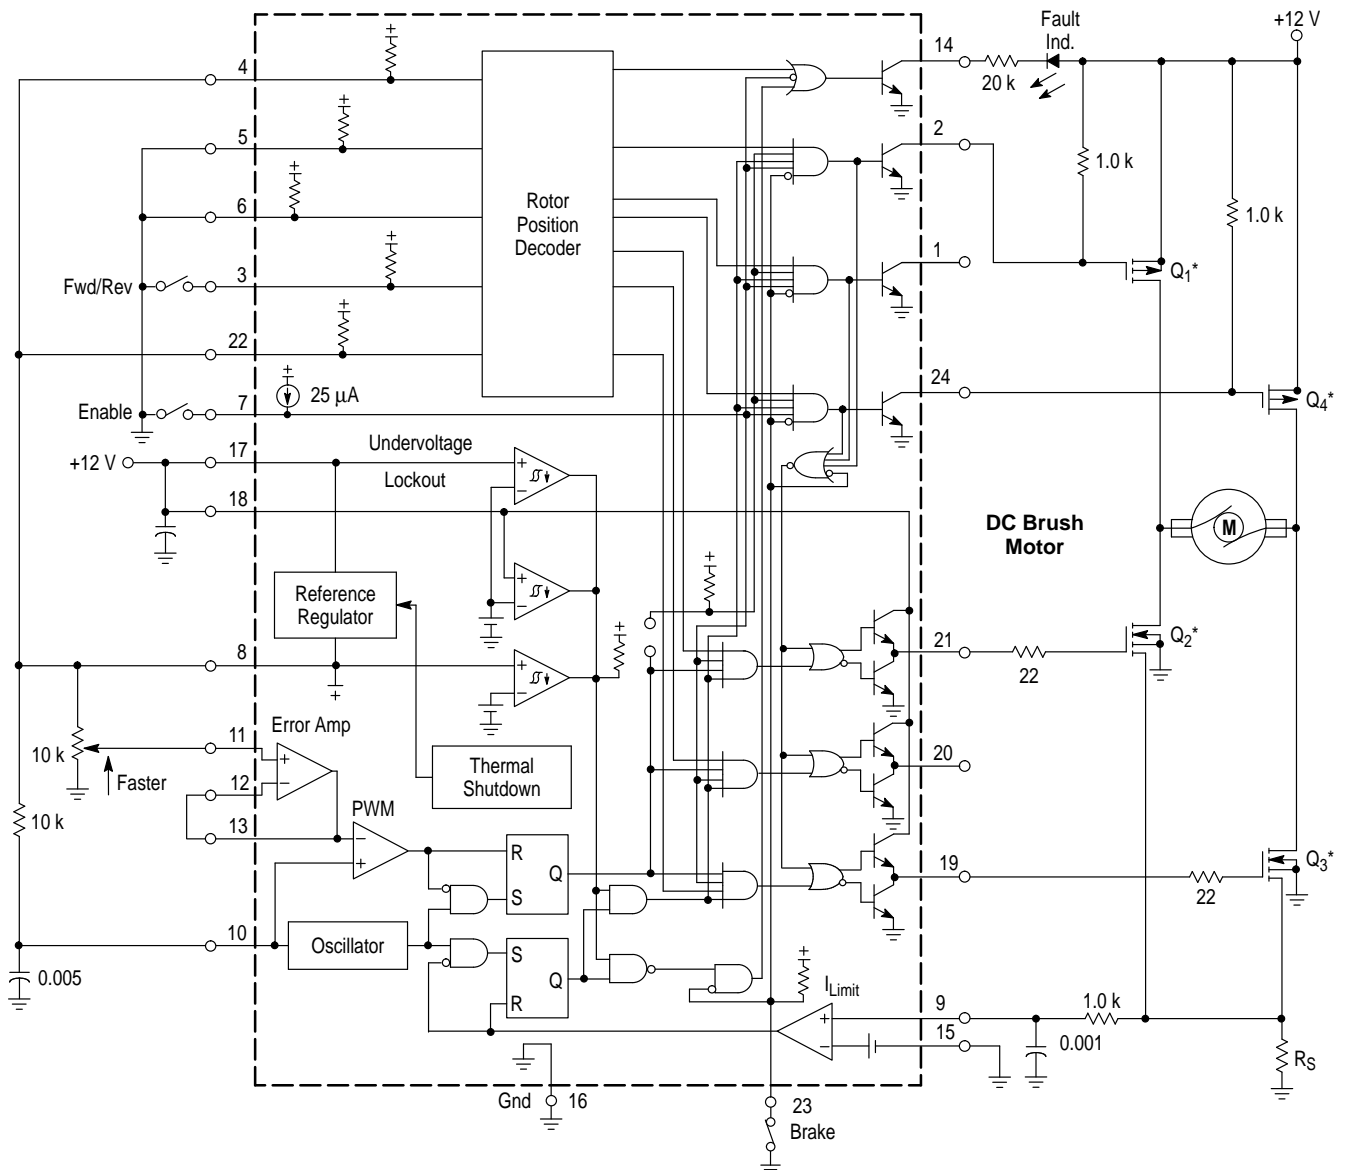 +12 V
Fault
Ind.
14
20 k
4
5
2
1.0 k
Rotor
Position
Decoder
6
1.0 k
1
Fwd/Rev
3
Q1*
22
24
25 µA
Enable
7
Q4*
Undervoltage
Lockout
+12 V
17
18
DC Brush
Motor
M
Reference
Regulator
21
22
Q2*
8
Error Amp
11
10 k
Faster
12
Thermal
Shutdown
20
PWM
10 k
13
R
Q
S
19
22
Q3*
10
Oscillator
S
Q
R
0.005
ILimit
9
1.0 k
15
0.001
RS
Gnd
16
23
Brake